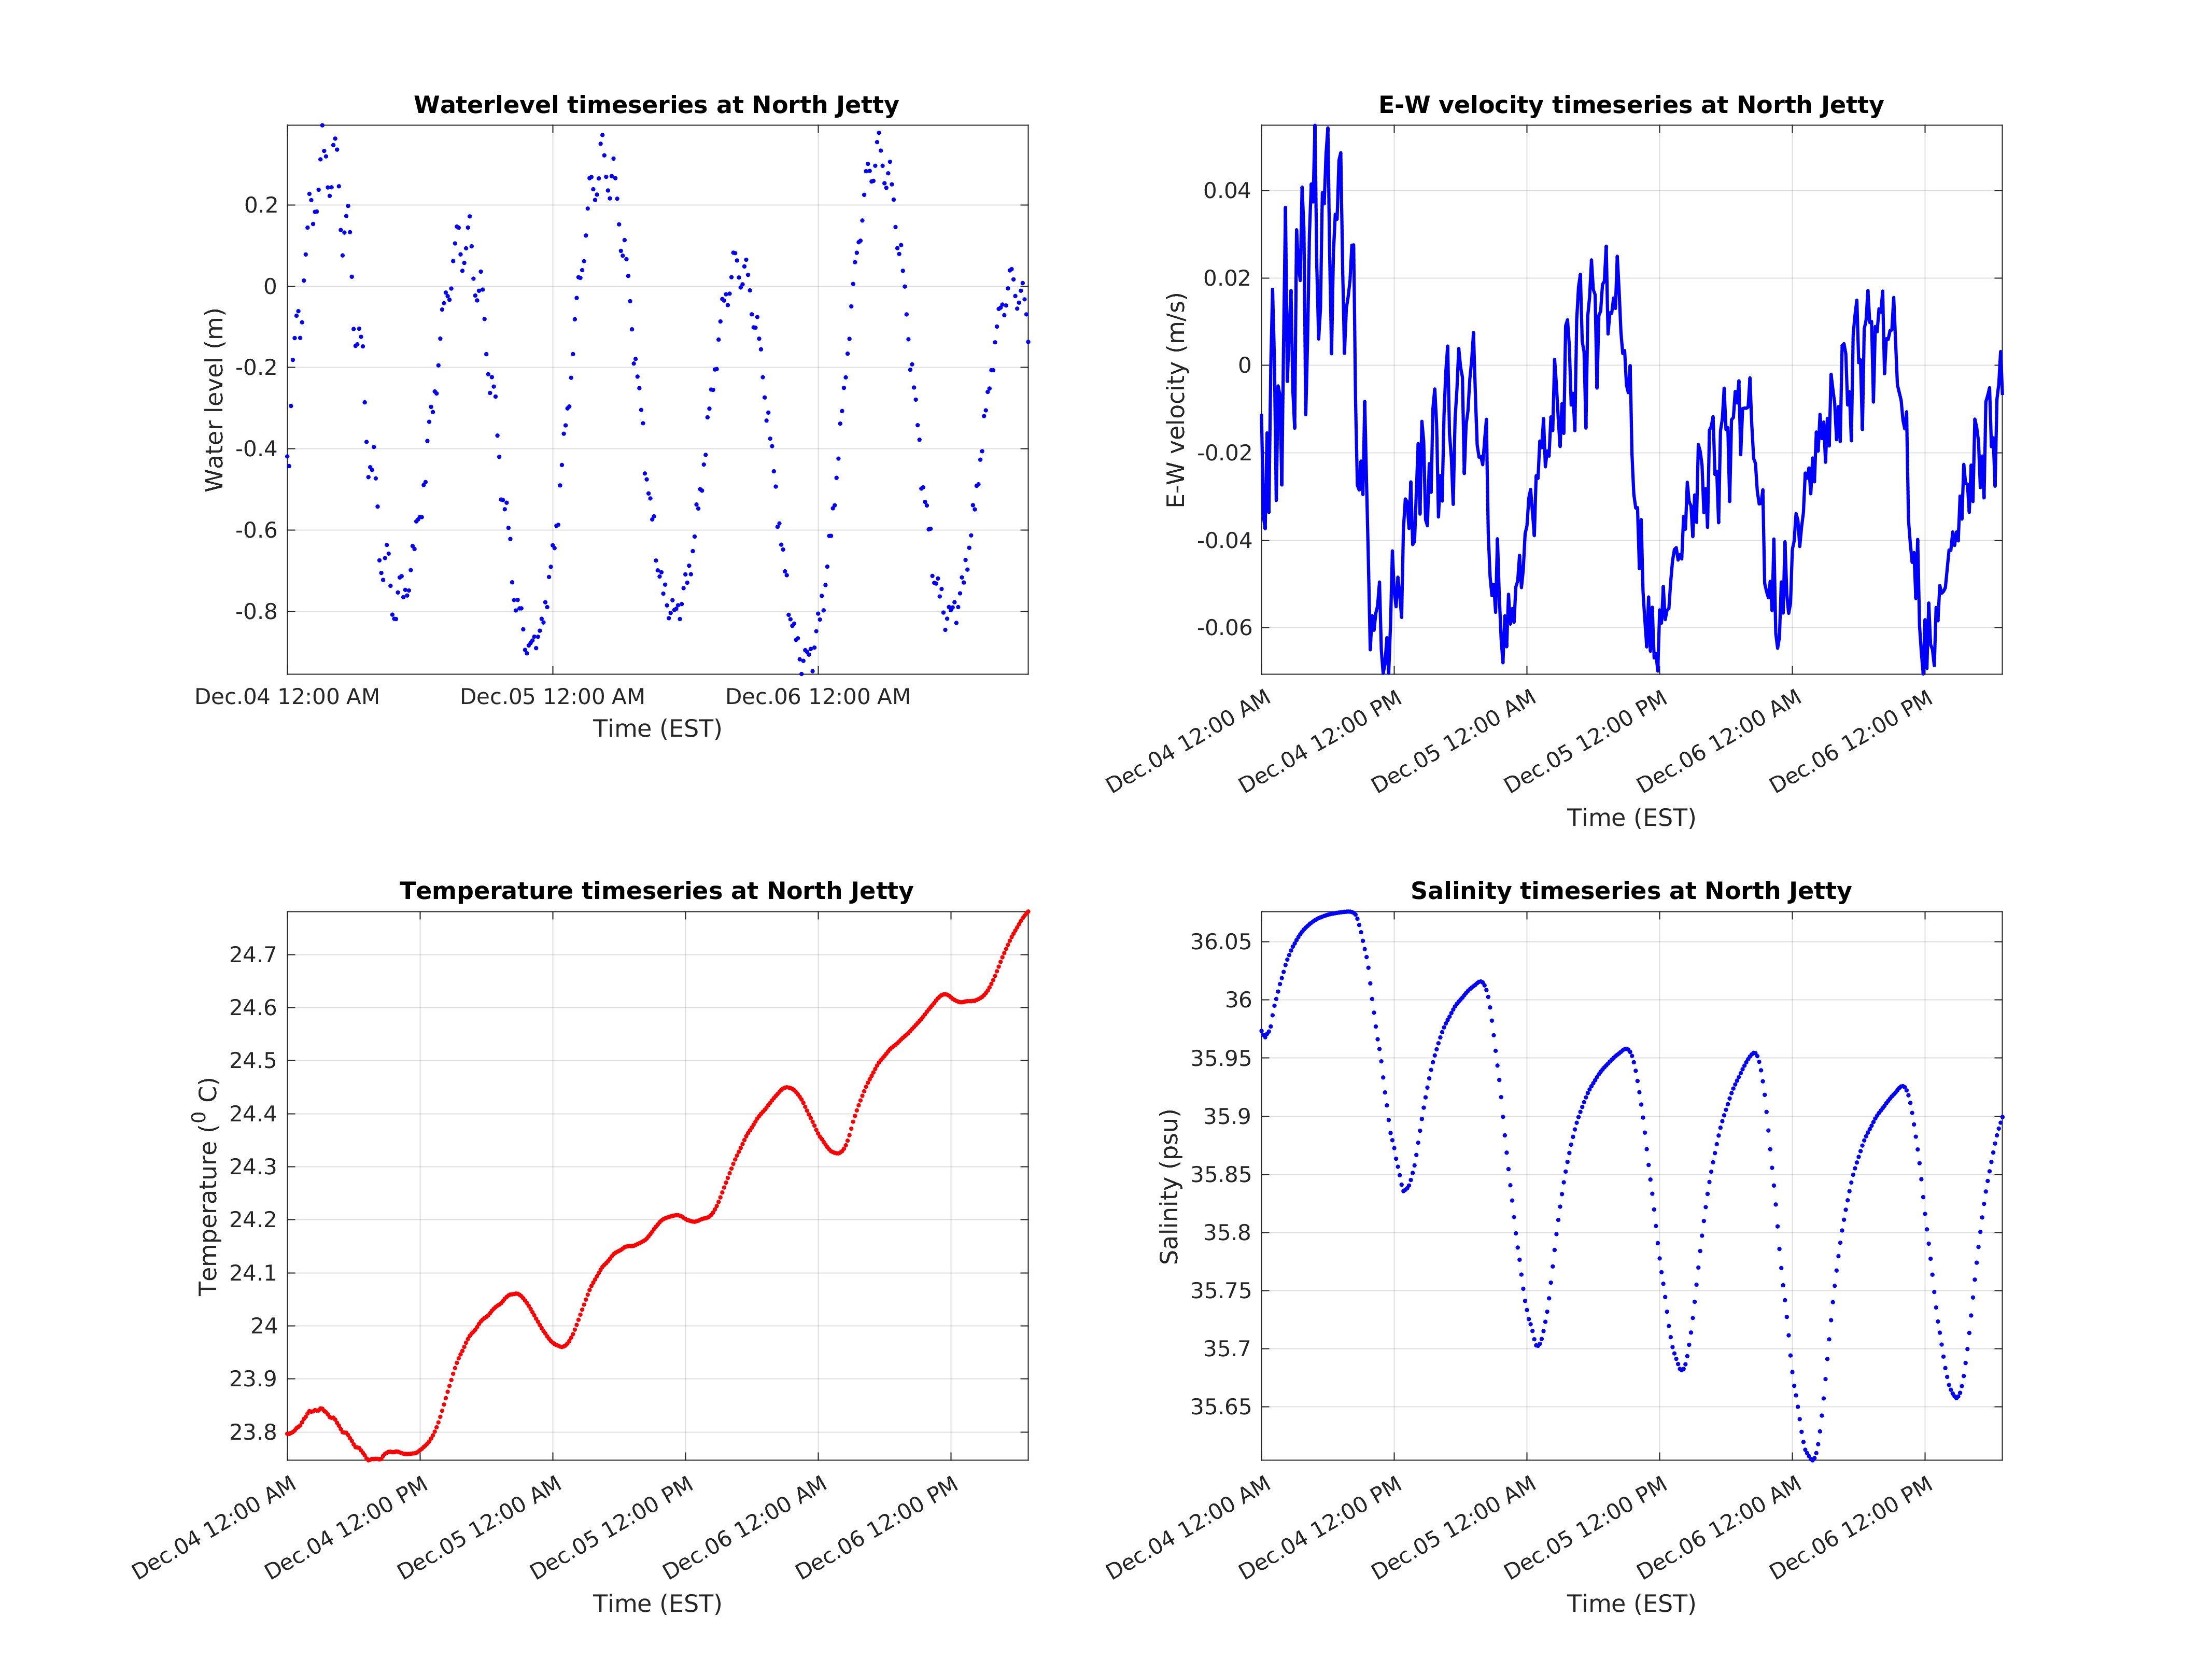 Waterlevel timeseries at North Jetty
Water level (m)
0.2
0
-0.2
-0.4
-0.6
-0.8
Dec.04 12:00 AM
Dec.05 12:00 AM
Dec.06 12:00 AM
Time (EST)
E-W velocity timeseries at North Jetty
E-W velocity (m/s)
0.04
0.02
0
-0.02
-0.04
-0.06
Dec.04 12:00 AM
Dec.04 12:00 PM
Dec.05 12:00 AM
Dec.05 12:00 PM
Dec.06 12:00 AM
Dec.06 12:00 PM
Time (EST)
Temperature timeseries at North Jetty
Temperature (⁰ C)
24.7
24.6
24.5
24.4
24.3
24.2
24.1
24
23.9
23.8
Dec.04 12:00 AM
Dec.04 12:00 PM
Dec.05 12:00 AM
Dec.05 12:00 PM
Dec.06 12:00 AM
Dec.06 12:00 PM
Time (EST)
Salinity timeseries at North Jetty
Salinity (psu)
36.05
36
35.95
35.9
35.85
35.8
35.75
35.7
35.65
Dec.04 12:00 AM
Dec.04 12:00 PM
Dec.05 12:00 AM
Dec.05 12:00 PM
Dec.06 12:00 AM
Dec.06 12:00 PM
Time (EST)